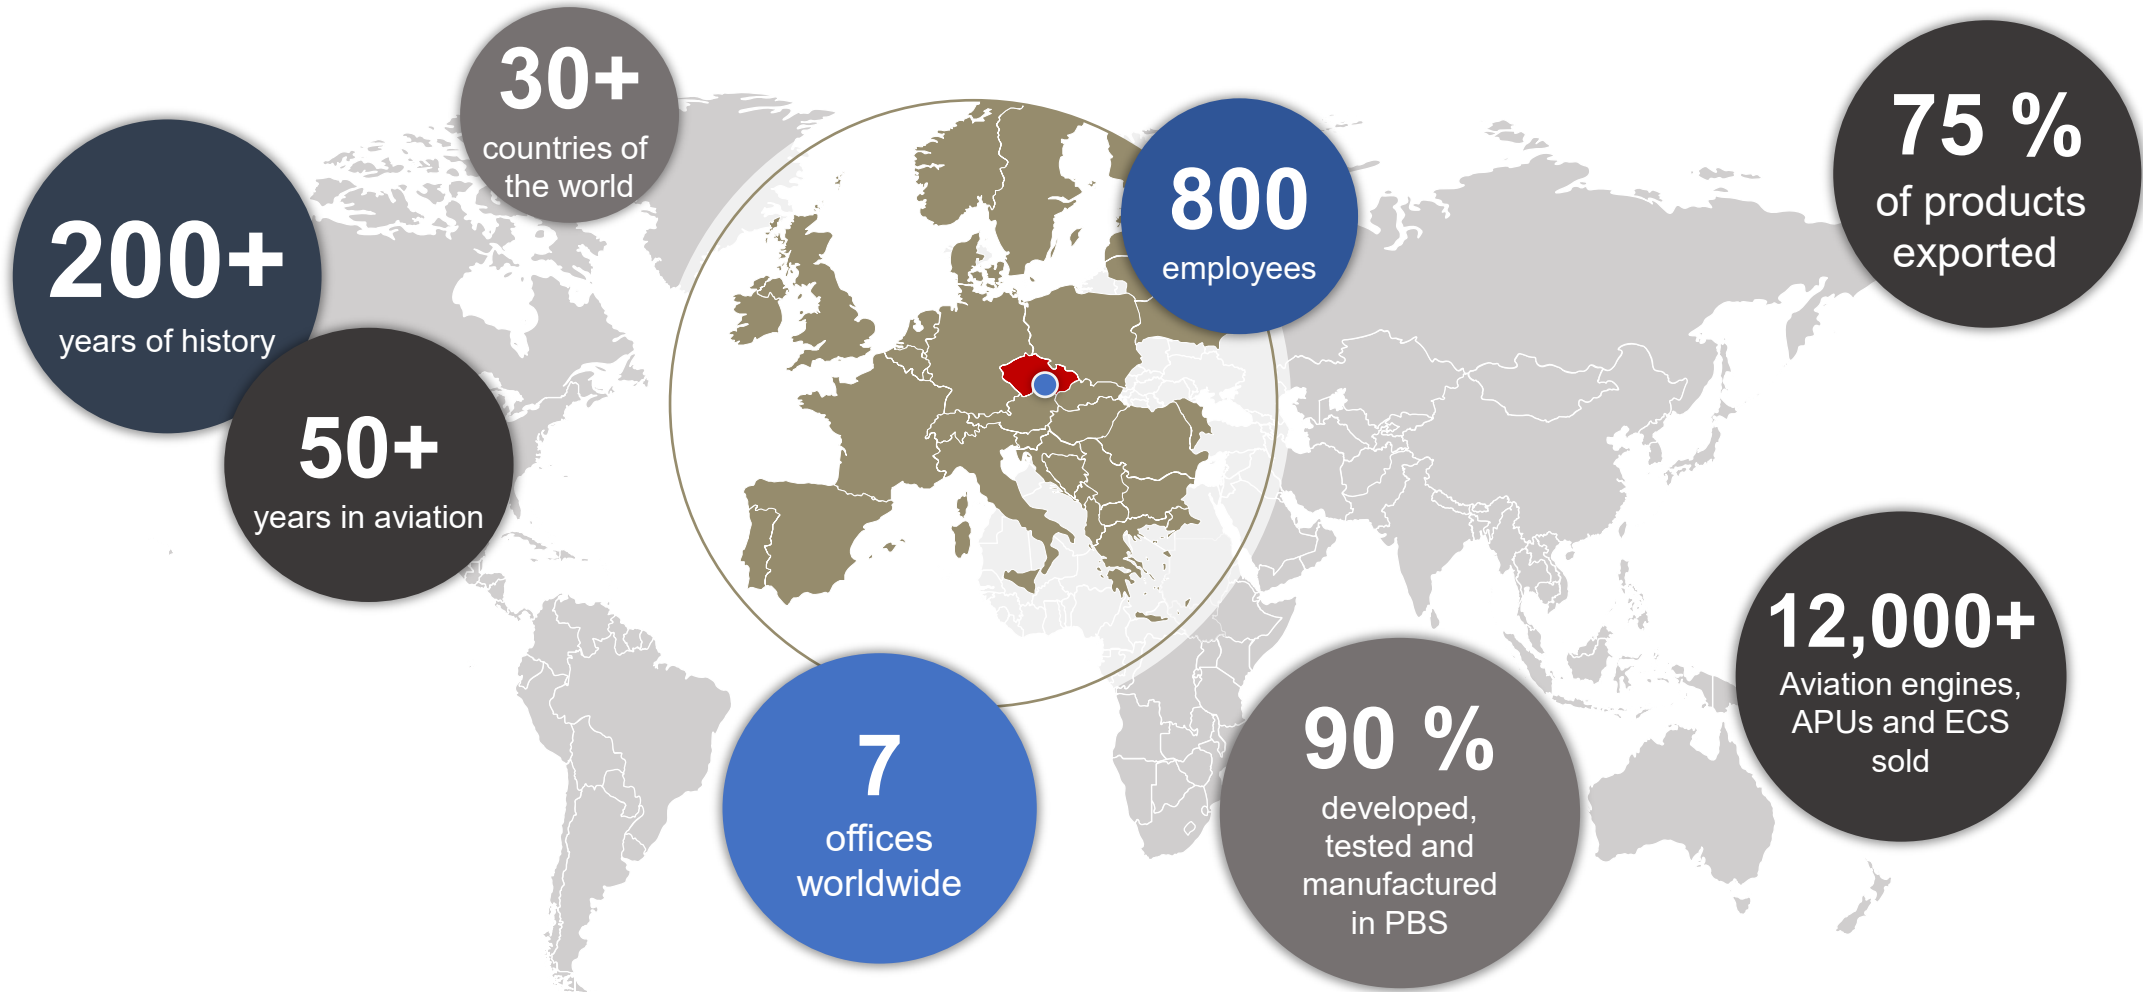 30+
countries of
the world
200+
years of history
50+
years in aviation
800
employees
75 %
of products
exported
7
offices
worldwide
90 %
developed,
tested and
manufactured
in PBS
12,000+
Aviation engines,
APUs and ECS
sold